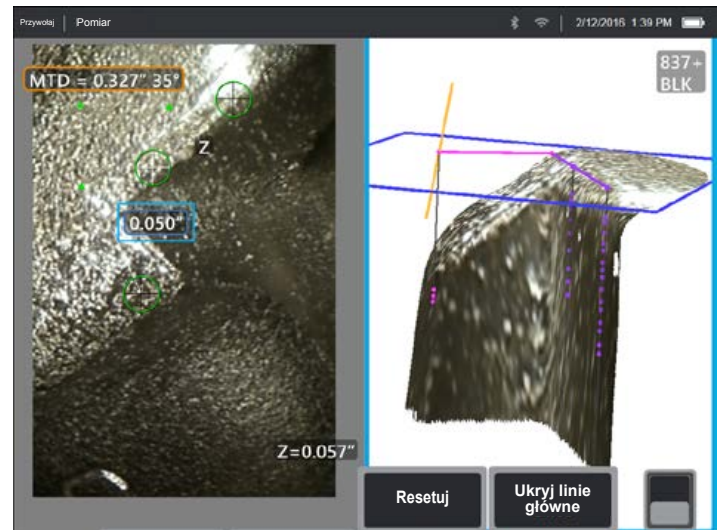 Przywołaj
Pomiar
2/12/2016 1:39 PM
MTD = 0.327" 35°
Z
0.050"
Z=0.057"
837+
BLK
Resetuj
Ukryj linie
główne